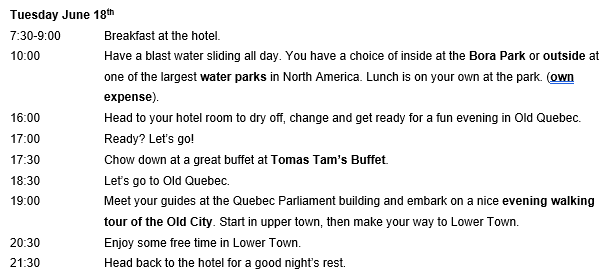 Tuesday June 18th
7:30-9:00 Breakfast at the hotel.
10:00 Have a blast water sliding all day. You have a choice of inside at the Bora Park or outside at
one of the largest water parks in North America. Lunch is on your own at the park. (own
expense).
16:00 Head to your hotel room to dry off, change and get ready for a fun evening in Old Quebec.
17:00 Ready? Let's go!
17:30 Chow down at a great buffet at Tomas Tam's Buffet.
18:30 Let's go to Old Quebec.
19:00 Meet your guides at the Quebec Parliament building and embark on a nice evening walking
tour of the Old City. Start in upper town, then make your way to Lower Town.
20:30 Enjoy some free time in Lower Town.
21:30 Head back to the hotel for a good night's rest.